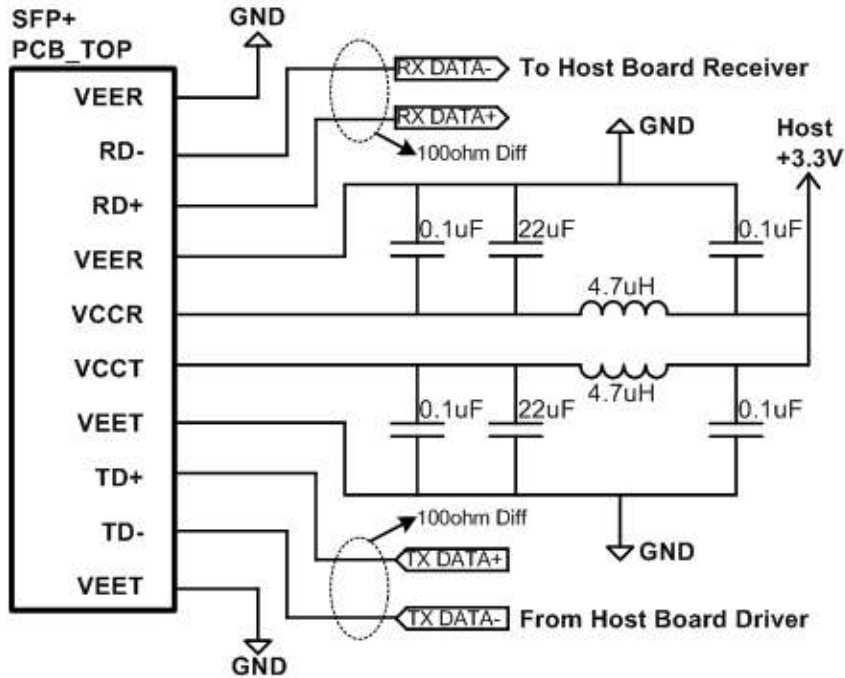 SFP+
PCB_TOP
GND
VEER
RD-
RD+
VEER
VCCR
VCCT
VEET
TD+
TD-
VEET
GND
RX DATA-
To Host Board Receiver
RX DATA+
100ohm Diff
GND
Host
+3.3V
0.1uF
22uF
0.1uF
4.7uH
4.7uH
0.1uF
22uF
0.1uF
100ohm Diff
GND
TX DATA+
TX DATA-
From Host Board Driver